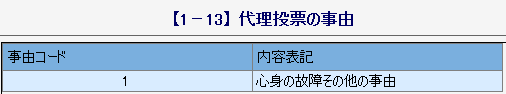 【1－13】代理投票の事由
事由コード 内容表記
1 心身の故障その他の事由